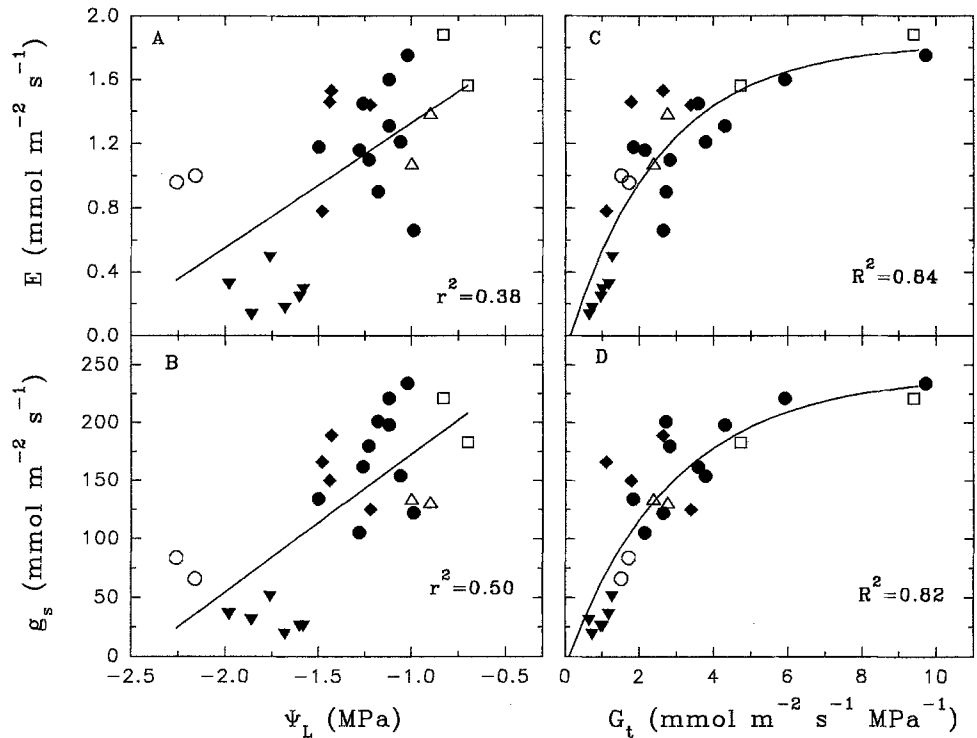 A
E (mmol m⁻² s⁻¹)
2.0
1.6
1.2
0.8
0.4
0.0
r²=0.38
C
R²=0.84
B
g_s (mmol m⁻² s⁻¹)
250
200
150
100
50
0
r²=0.50
D
R²=0.82
−2.5 −2.0 −1.5 −1.0 −0.5
Ψ_L (MPa)
0 2 4 6 8 10
G_t (mmol m⁻² s⁻¹ MPa⁻¹)